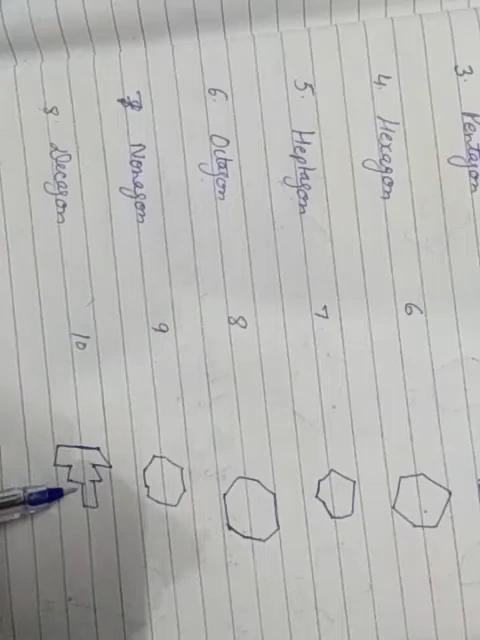 3. Pentagon
4. Hexagon 6
5. Heptagon 7
6. Octagon 8
7. Nonagon 9
8. Decagon 10